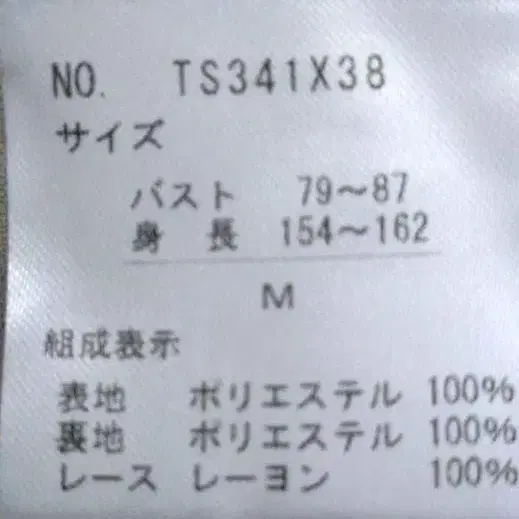 NO. TS341X38
サイズ
バスト 79〜87
身長 154〜162
M
組成表示
表地 ポリエステル 100%
裏地 ポリエステル 100%
レース レーヨン 100%